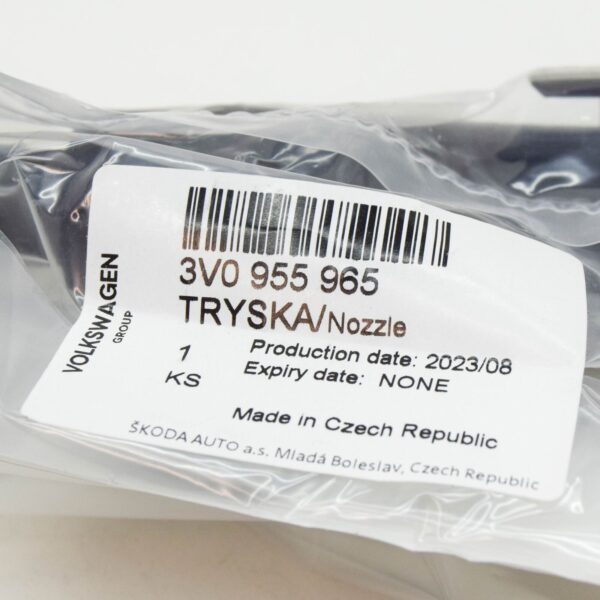 VOLKSWAGEN
GROUP
3V0 955 965
TRYSKA/Nozzle
1
KS
Production date: 2023/08
Expiry date: NONE
Made in Czech Republic
ŠKODA AUTO a.s. Mladá Boleslav, Czech Republic